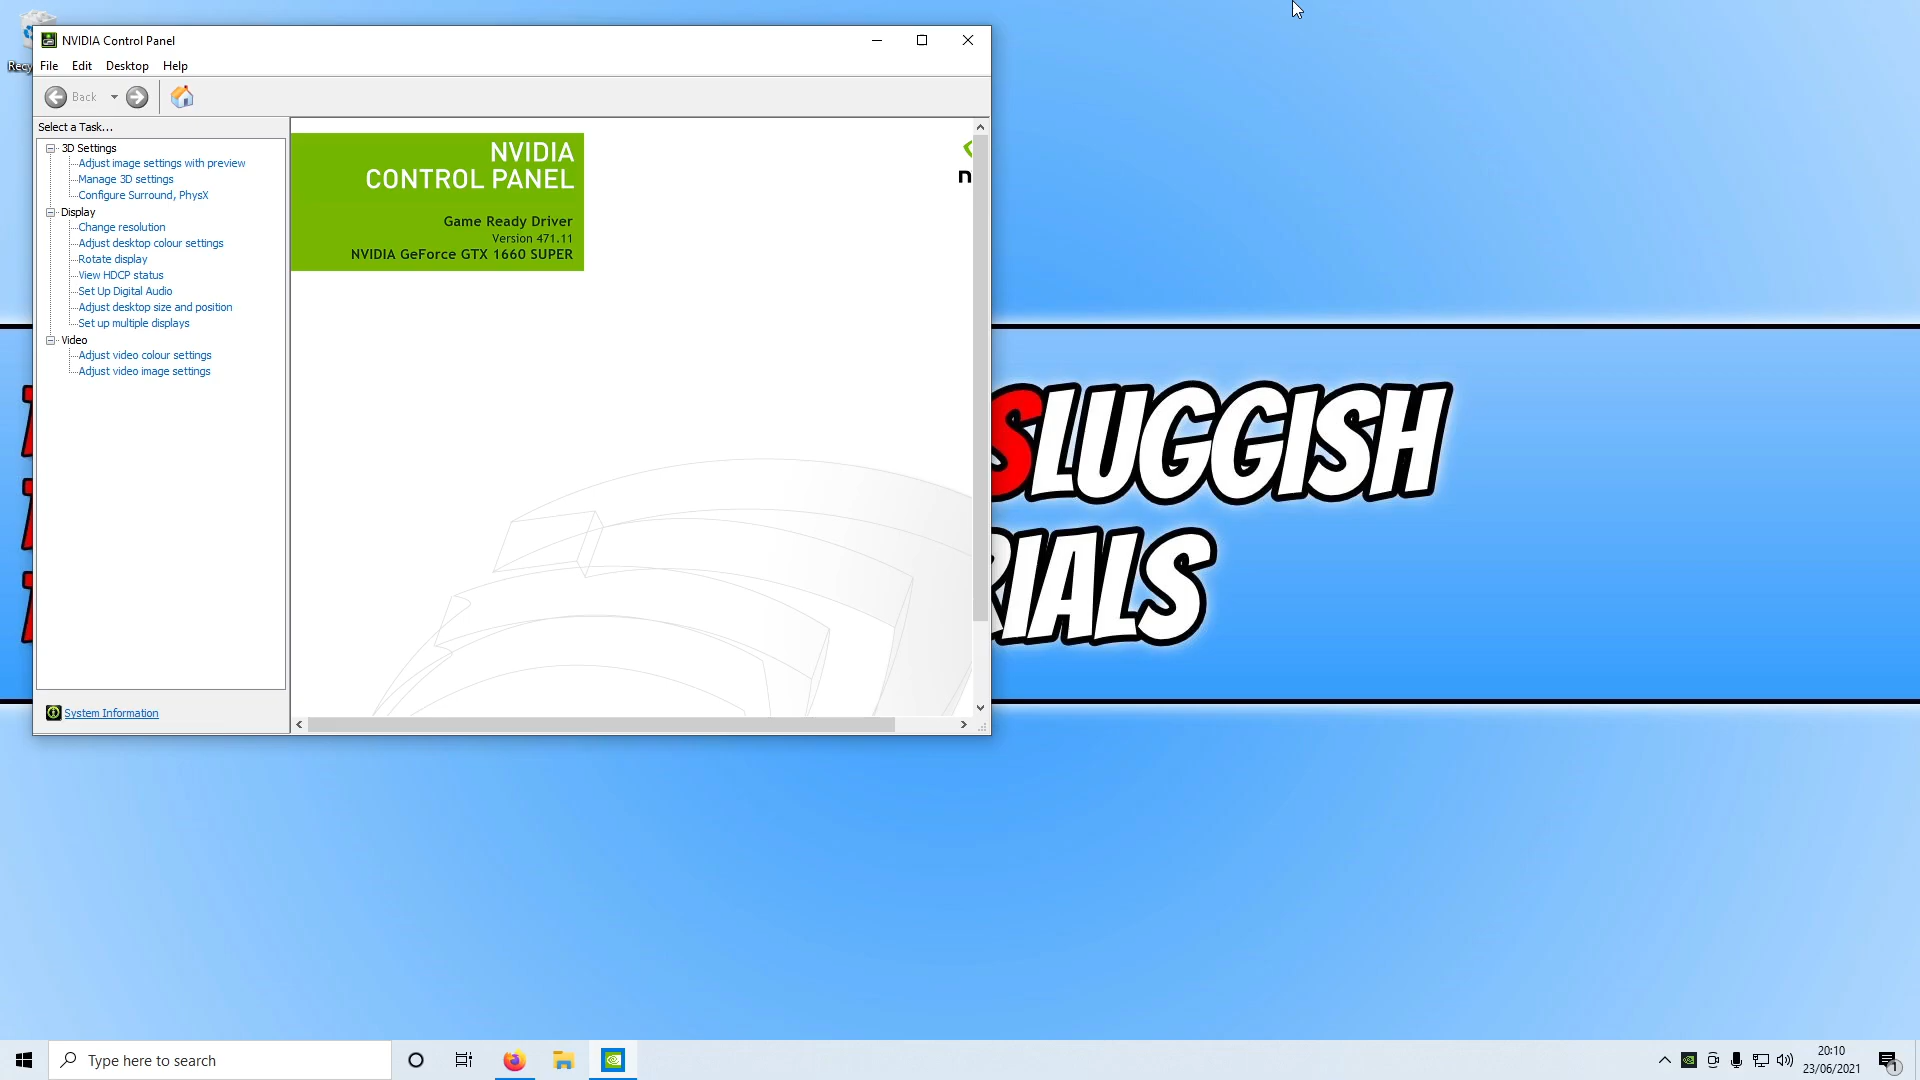 NVIDIA Control Panel
File Edit Desktop Help
Back
Select a Task...
3D Settings
Adjust image settings with preview
Manage 3D settings
Configure Surround, PhysX
Display
Change resolution
Adjust desktop colour settings
Rotate display
View HDCP status
Set Up Digital Audio
Adjust desktop size and position
Set up multiple displays
Video
Adjust video colour settings
Adjust video image settings
System Information
NVIDIA
CONTROL PANEL
Game Ready Driver
Version 471.11
NVIDIA GeForce GTX 1660 SUPER
n
SLUGGISH
RIALS
Type here to search
20:10
23/06/2021
1